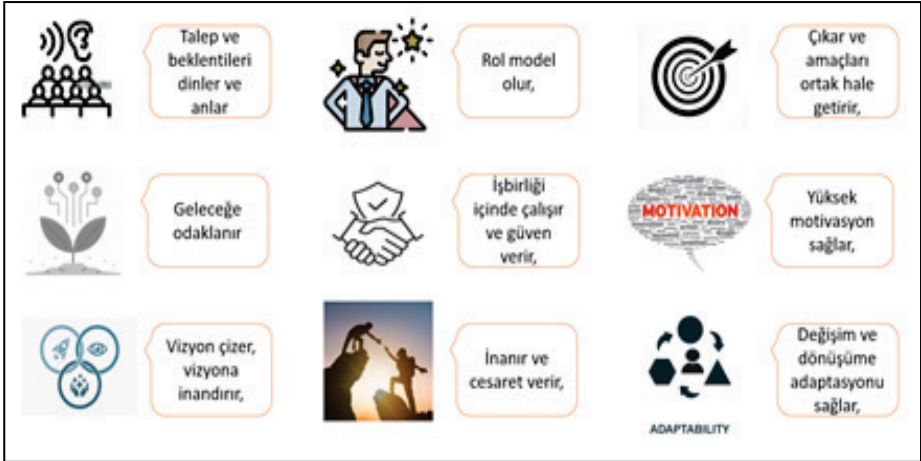 Talep ve
beklentileri
dinler ve
anlar
Rol model
olur,
Çıkar ve
amaçları
ortak hale
getirir,
Geleceğe
odaklanır
İşbirliği
içinde çalışır
ve güven
verir,
MOTIVATION
Yüksek
motivasyon
sağlar,
Vizyon çizer,
vizyona
inandırır,
İnanır ve
cesaret verir,
ADAPTABILITY
Değişim ve
dönüşüme
adaptasyonu
sağlar,